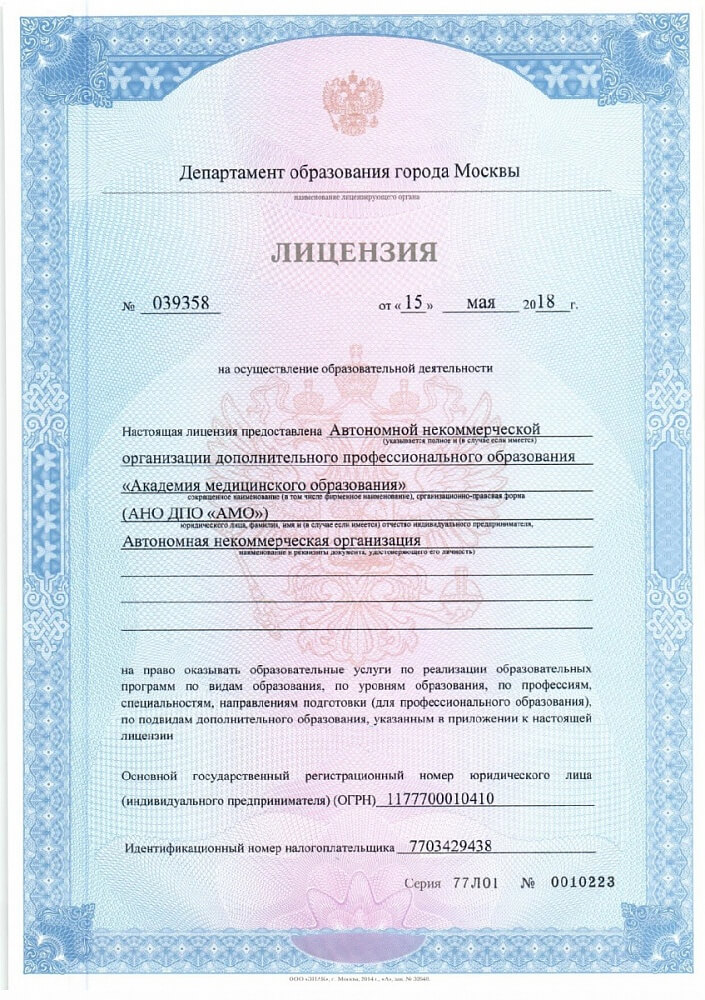 Департамент образования города Москвы
наименование лицензирующего органа
ЛИЦЕНЗИЯ
№ 039358 от «15» мая 2018 г.
на осуществление образовательной деятельности
Настоящая лицензия предоставлена Автономной некоммерческой
(указывается полное и (в случае если имеется)
организации дополнительного профессионального образования
«Академия медицинского образования»
сокращенное наименование (в том числе фирменное наименование), организационно-правовая форма
(АНО ДПО «АМО»)
юридического лица, фамилия, имя и (в случае если имеется) отчество индивидуального предпринимателя,
Автономная некоммерческая организация
наименование и реквизиты документа, удостоверяющего его личность)
на право оказывать образовательные услуги по реализации образовательных
программ по видам образования, по уровням образования, по профессиям,
специальностям, направлениям подготовки (для профессионального образования),
по подвидам дополнительного образования, указанным в приложении к настоящей
лицензии
Основной государственный регистрационный номер юридического лица
(индивидуального предпринимателя) (ОГРН) 1177700010410
Идентификационный номер налогоплательщика 7703429438
Серия 77Л01 № 0010223
г. Москва, 2014 г., «А», зак. №